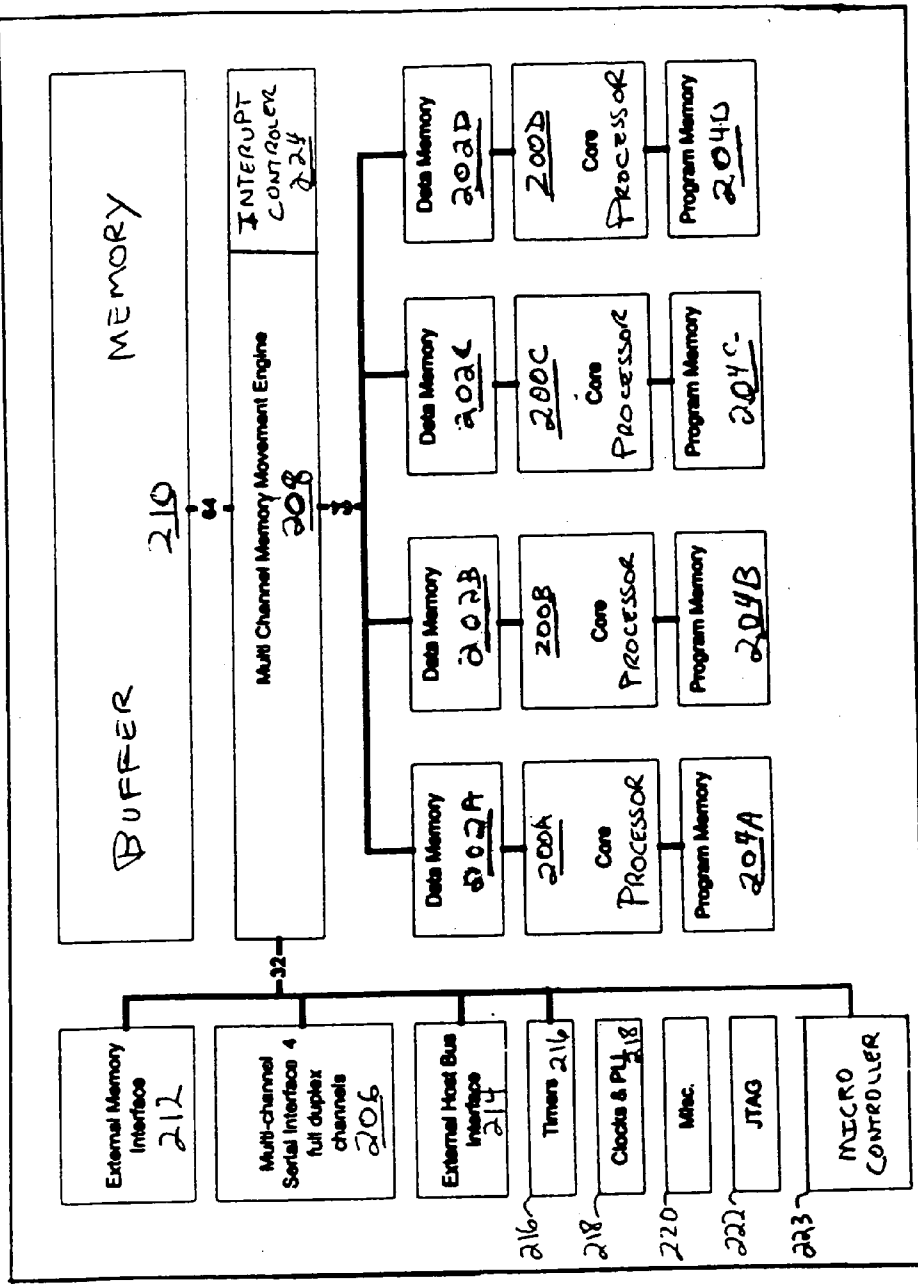 BUFFER MEMORY
210
64
Multi Channel Memory Movement Engine
208
INTERUPT
CONTROLER
224
32
External Memory
Interface
212
Multi-channel
Serial Interface 4
full duplex
channels
206
External Host Bus
Interface
214
216
Timers 216
218
Clocks & PLL 218
220
Misc.
222
JTAG
223
MICRO
CONTROLLER
Data Memory
202A
200A
Core
PROCESSOR
Program Memory
204A
Data Memory
202B
200B
Core
PROCESSOR
Program Memory
204B
Data Memory
202C
200C
Core
PROCESSOR
Program Memory
204C
Data Memory
202D
200D
Core
PROCESSOR
Program Memory
204D